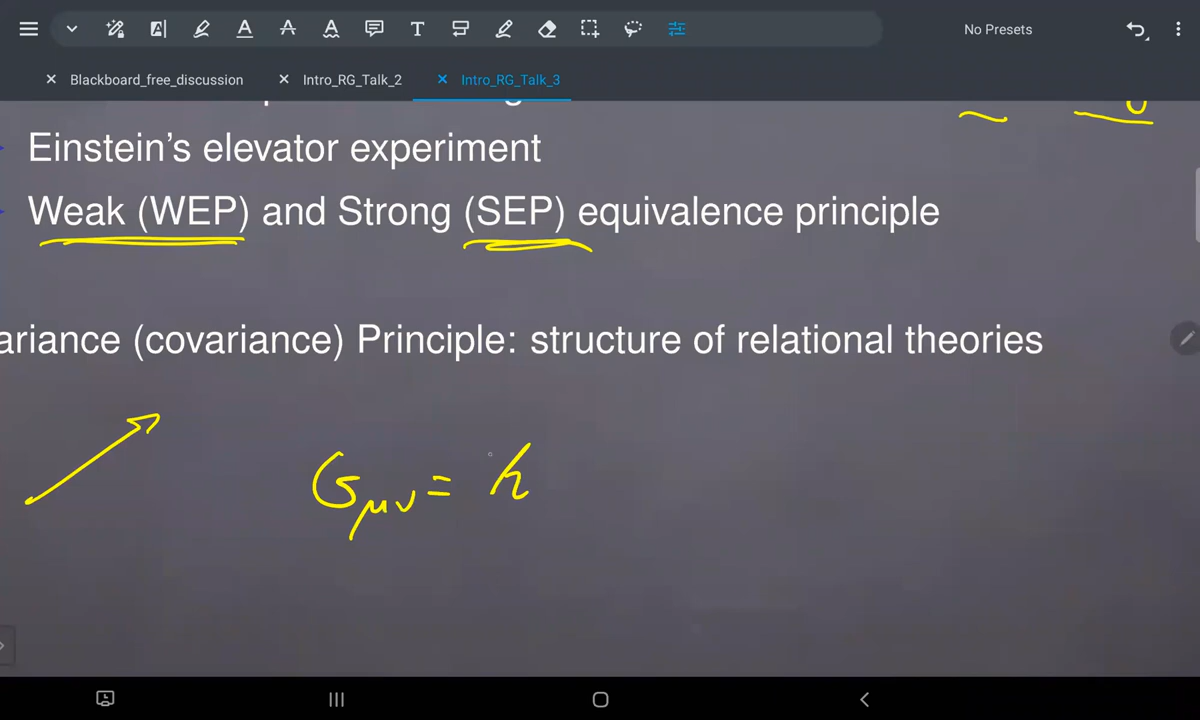 No Presets
Blackboard_free_discussion Intro_RG_Talk_2 Intro_RG_Talk_3
Einstein's elevator experiment
Weak (WEP) and Strong (SEP) equivalence principle
ariance (covariance) Principle: structure of relational theories
G_μν =